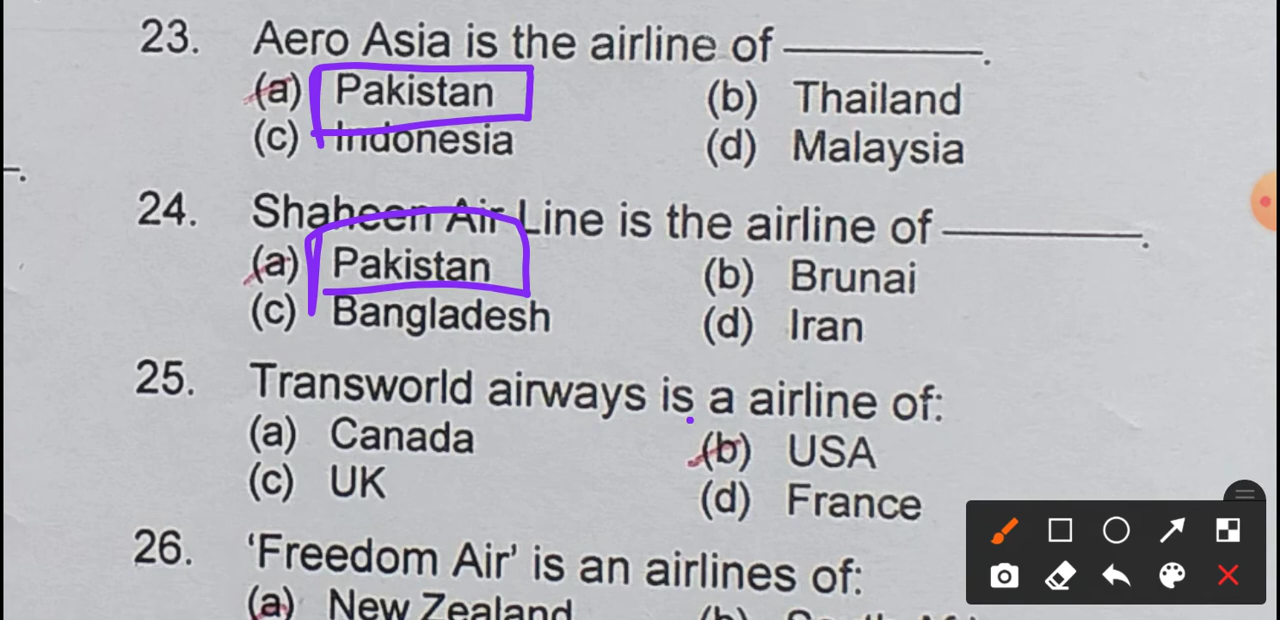 23. Aero Asia is the airline of ________.
(a) Pakistan (b) Thailand
(c) Indonesia (d) Malaysia
24. Shaheen Air Line is the airline of ________.
(a) Pakistan (b) Brunai
(c) Bangladesh (d) Iran
25. Transworld airways is a airline of:
(a) Canada (b) USA
(c) UK (d) France
26. ‘Freedom Air’ is an airlines of:
(a) New Zealand (b)